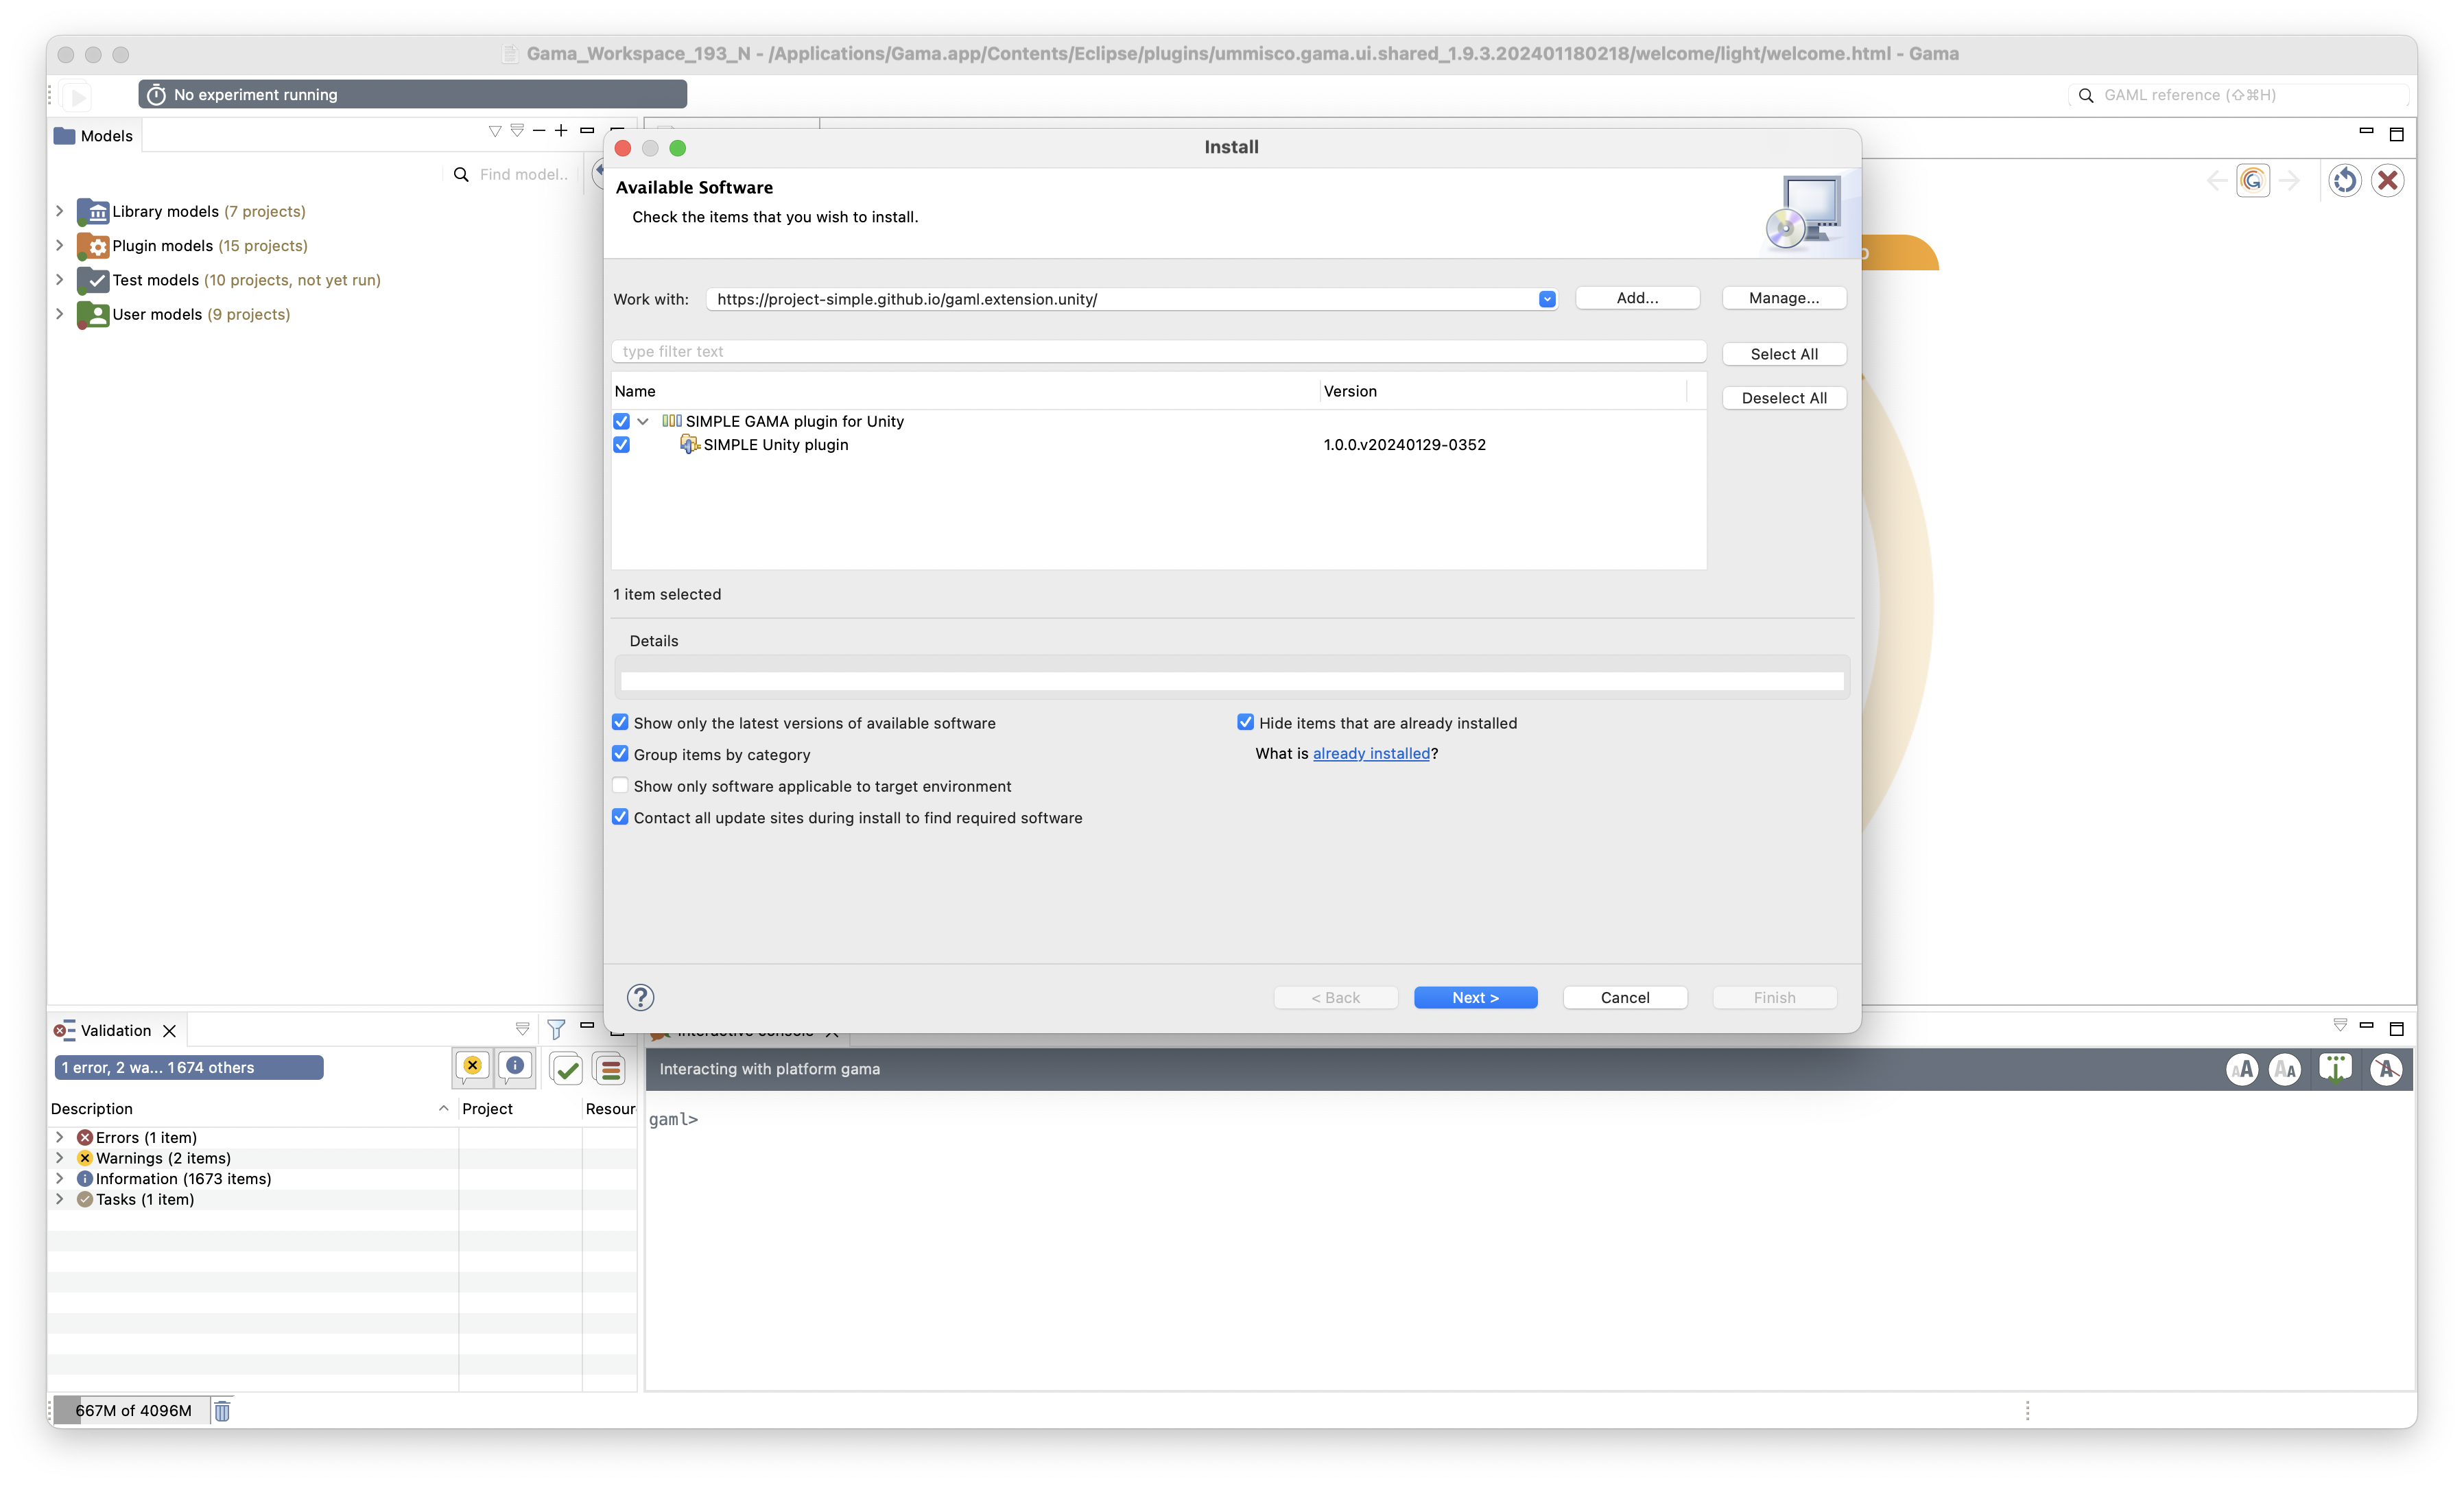 Gama_Workspace_193_N - /Applications/Gama.app/Contents/Eclipse/plugins/ummisco.gama.ui.shared_1.9.3.202401180218/welcome/light/welcome.html - Gama
No experiment running
GAML reference (⇧⌘H)
Models
Find model..
Library models (7 projects)
Plugin models (15 projects)
Test models (10 projects, not yet run)
User models (9 projects)
Install
Available Software
Check the items that you wish to install.
Work with: https://project-simple.github.io/gaml.extension.unity/
Add...
Manage...
type filter text
Select All
Deselect All
Name Version
SIMPLE GAMA plugin for Unity
SIMPLE Unity plugin 1.0.0.v20240129-0352
1 item selected
Details
Show only the latest versions of available software
Hide items that are already installed
Group items by category
What is already installed?
Show only software applicable to target environment
Contact all update sites during install to find required software
?
< Back
Next >
Cancel
Finish
Validation
1 error, 2 wa... 1674 others
Description Project Resour
Errors (1 item)
Warnings (2 items)
Information (1673 items)
Tasks (1 item)
Interactive console
Interacting with platform gama
gaml>
667M of 4096M